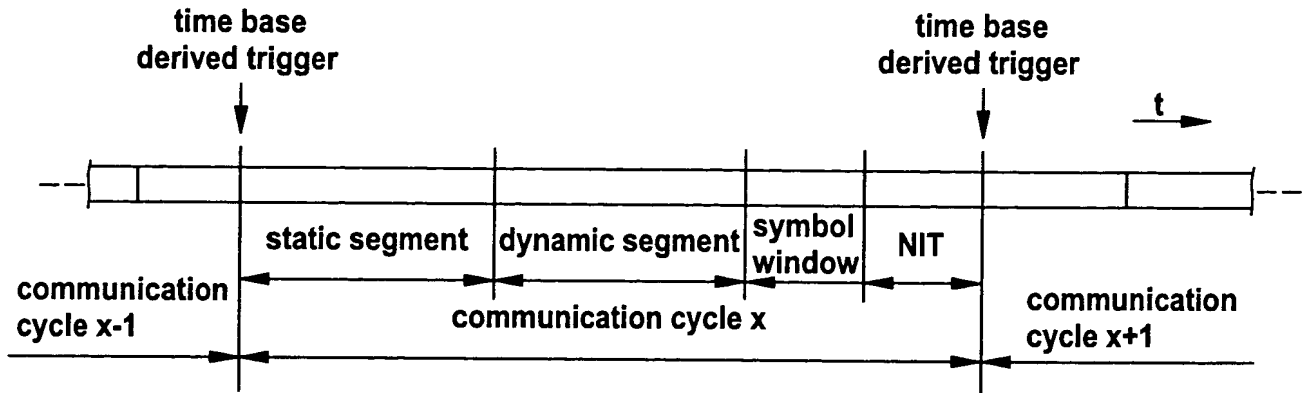 time base
derived trigger
time base
derived trigger
t
static segment
dynamic segment
symbol
window
NIT
communication
cycle x-1
communication cycle x
communication
cycle x+1